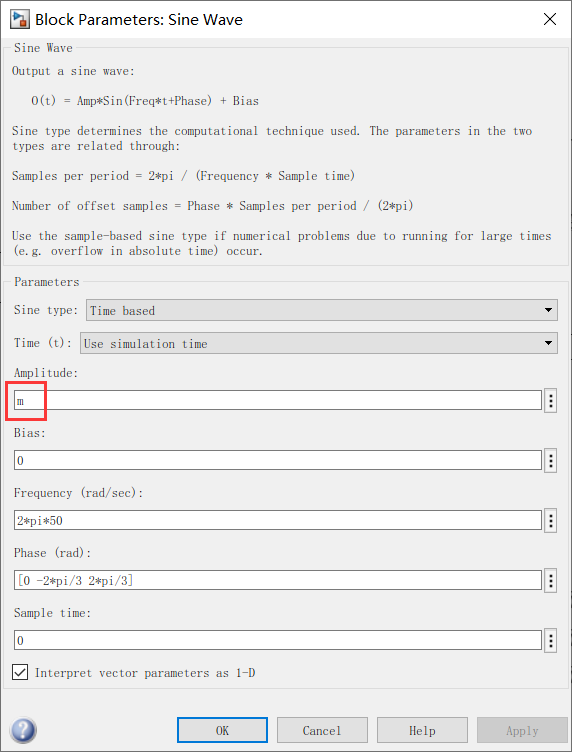 Block Parameters: Sine Wave
Sine Wave
Output a sine wave:
O(t) = Amp*Sin(Freq*t+Phase) + Bias
Sine type determines the computational technique used. The parameters in the two
types are related through:
Samples per period = 2*pi / (Frequency * Sample time)
Number of offset samples = Phase * Samples per period / (2*pi)
Use the sample-based sine type if numerical problems due to running for large times
(e.g. overflow in absolute time) occur.
Parameters
Sine type: Time based
Time (t): Use simulation time
Amplitude:
m
Bias:
0
Frequency (rad/sec):
2*pi*50
Phase (rad):
[0 -2*pi/3 2*pi/3]
Sample time:
0
Interpret vector parameters as 1-D
OK Cancel Help Apply